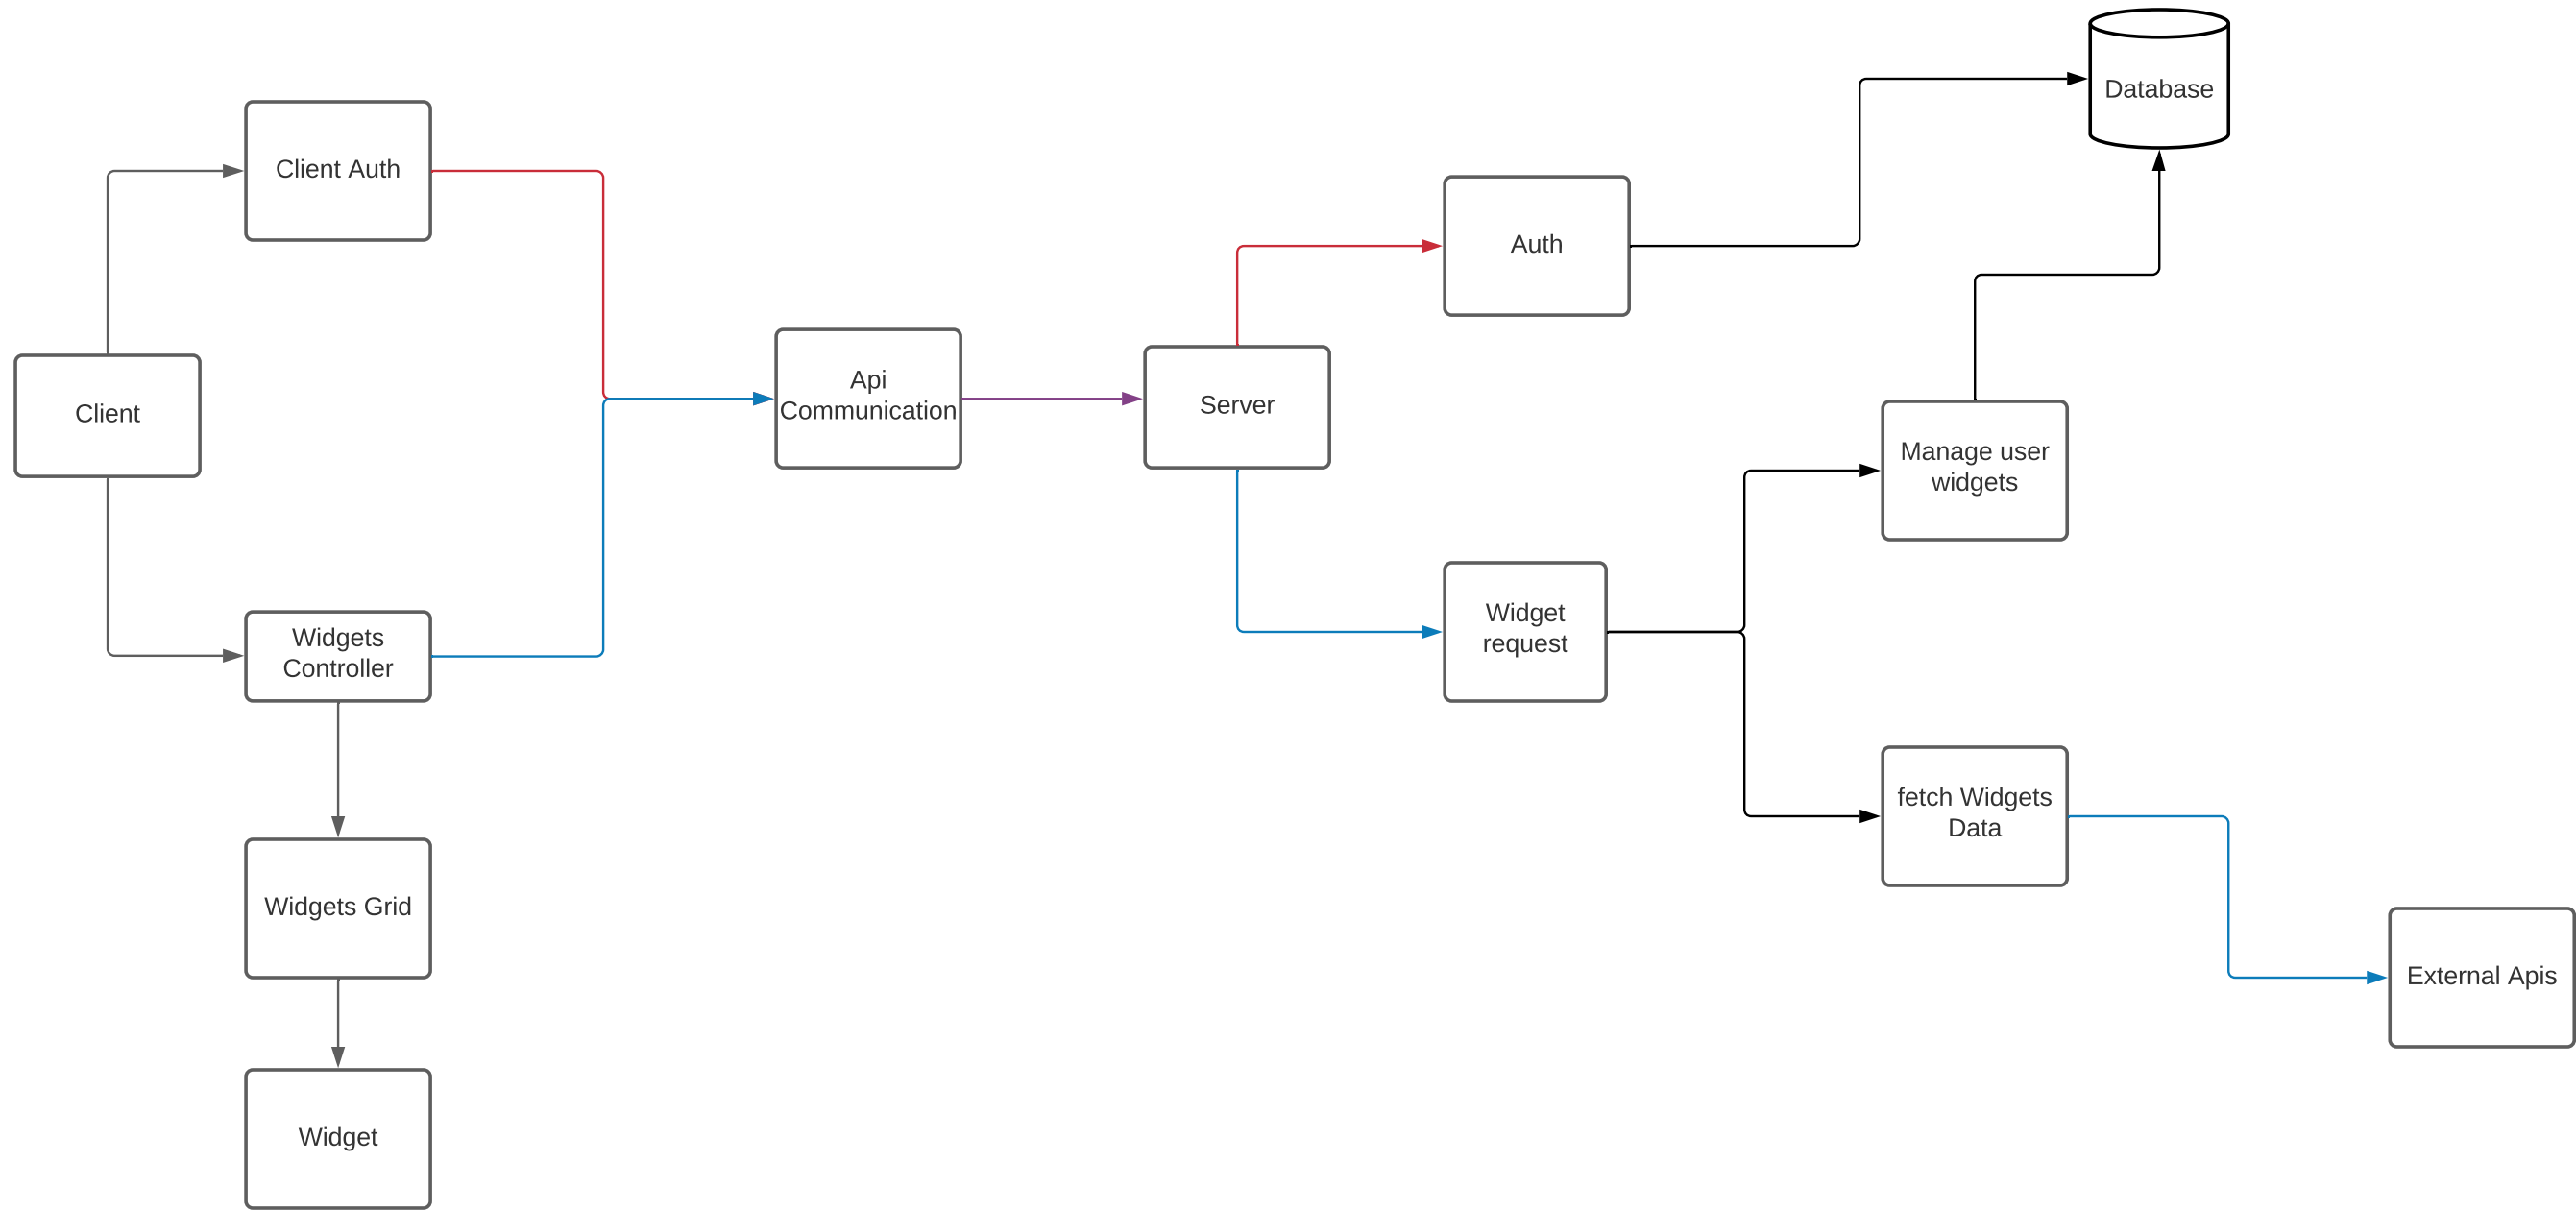 Database
Client Auth
Auth
Client
Api
Communication
Server
Manage user
widgets
Widgets
Controller
Widget
request
fetch Widgets
Data
Widgets Grid
External Apis
Widget